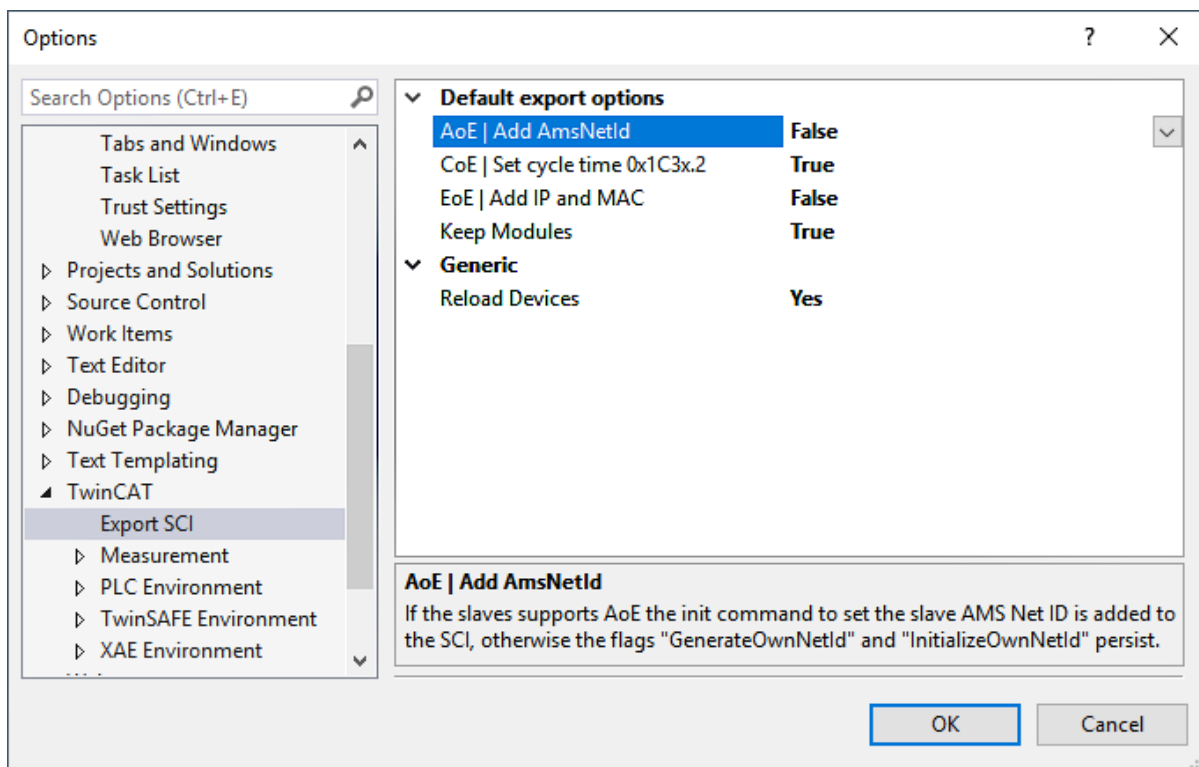 Options
?
Search Options (Ctrl+E)
Tabs and Windows
Task List
Trust Settings
Web Browser
Projects and Solutions
Source Control
Work Items
Text Editor
Debugging
NuGet Package Manager
Text Templating
TwinCAT
Export SCI
Measurement
PLC Environment
TwinSAFE Environment
XAE Environment
Default export options
AoE | Add AmsNetId False
CoE | Set cycle time 0x1C3x.2 True
EoE | Add IP and MAC False
Keep Modules True
Generic
Reload Devices Yes
AoE | Add AmsNetId
If the slaves supports AoE the init command to set the slave AMS Net ID is added to
the SCI, otherwise the flags "GenerateOwnNetId" and "InitializeOwnNetId" persist.
OK
Cancel